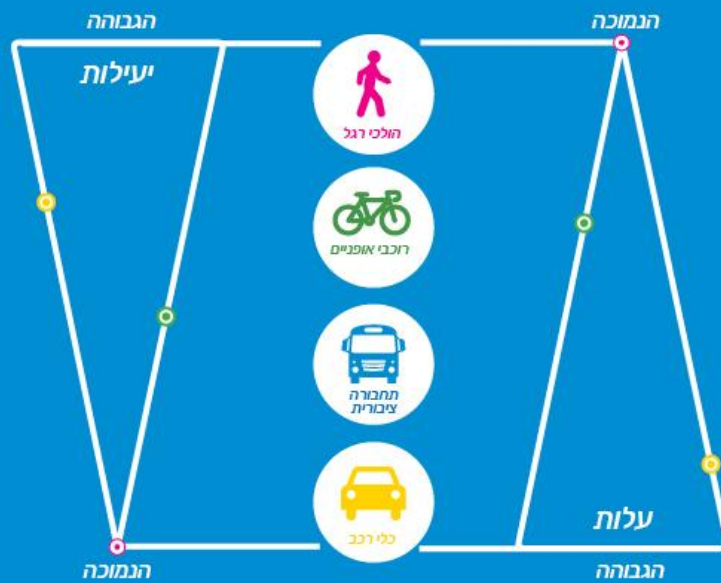 הנמוכה
הגבוהה
יעילות
הולכי רגל
רוכבי אופניים
תחבורה
ציבורית
כלי רכב
עלות
הגבוהה
הנמוכה